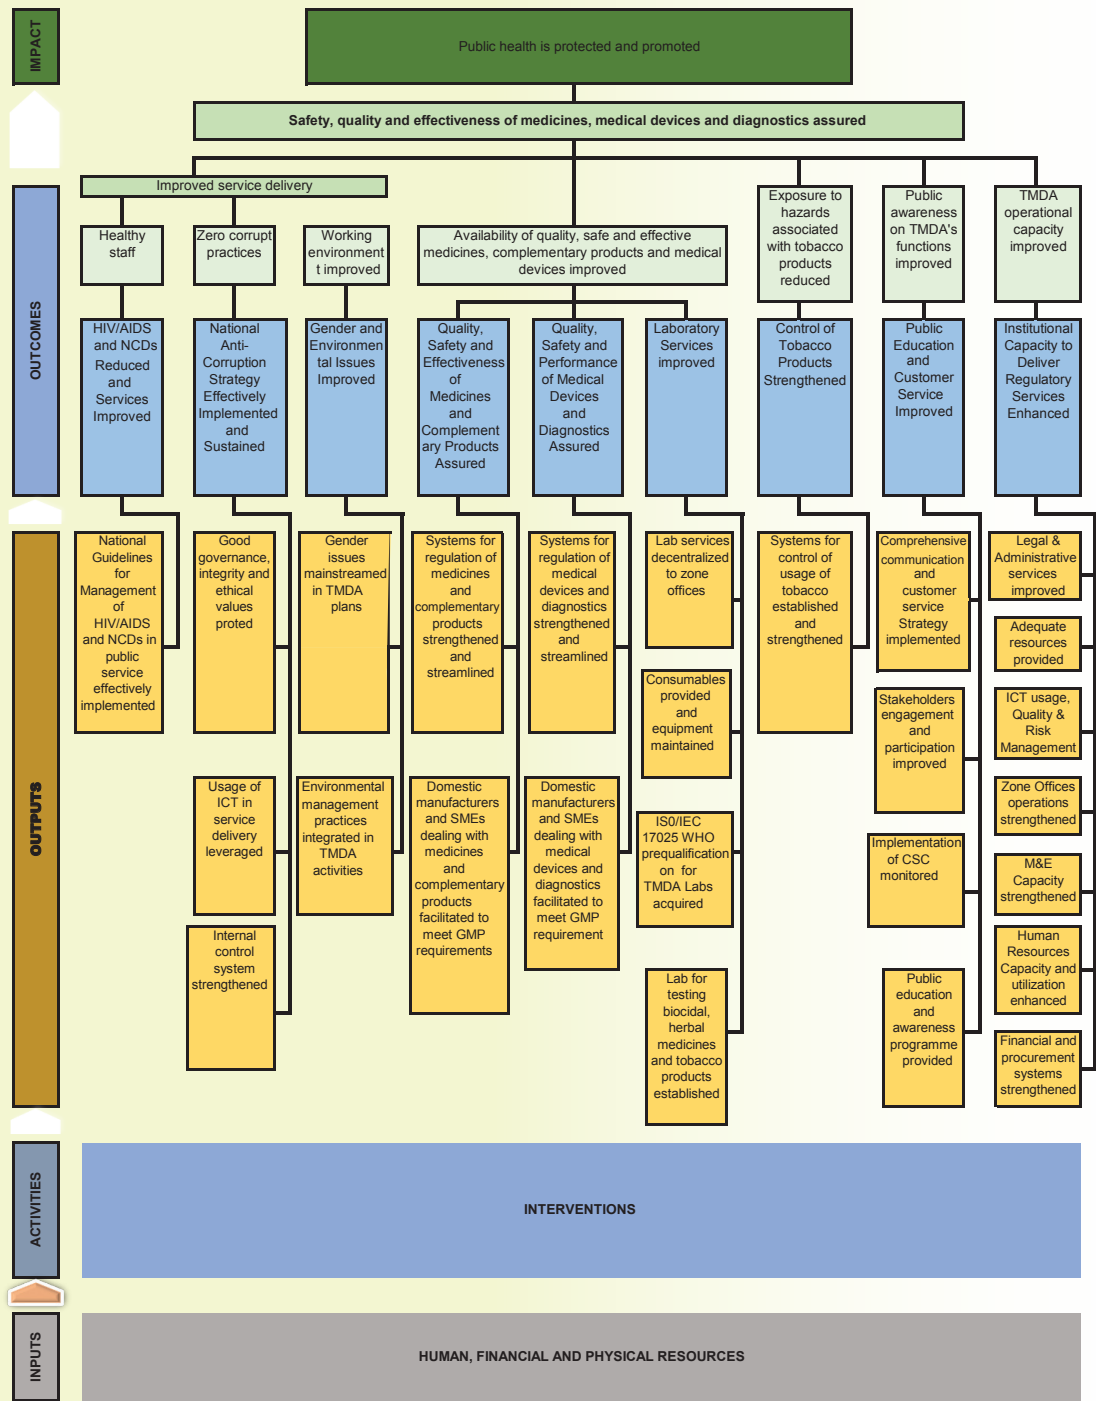 IMPACT
Public health is protected and promoted
Safety, quality and effectiveness of medicines, medical devices and diagnostics assured
OUTCOMES
Improved service delivery
Healthy
staff
Zero corrupt
practices
Working
environmen
t improved
Availability of quality, safe and effective
medicines, complementary products and medical
devices improved
Exposure to
hazards
associated
with tobacco
products
reduced
Public
awareness
on TMDA's
functions
improved
TMDA
operational
capacity
improved
HIV/AIDS
and NCDs
Reduced
and
Services
Improved
National
Anti-
Corruption
Strategy
Effectively
Implemented
and
Sustained
Gender and
Environmen
tal Issues
Improved
Quality,
Safety and
Effectiveness
of
Medicines
and
Complement
ary Products
Assured
Quality,
Safety and
Performance
of Medical
Devices
and
Diagnostics
Assured
Laboratory
Services
improved
Control of
Tobacco
Products
Strengthened
Public
Education
and
Customer
Service
Improved
Institutional
Capacity to
Deliver
Regulatory
Services
Enhanced
OUTPUTS
National
Guidelines
for
Management
of
HIV/AIDS
and NCDs in
public
service
effectively
implemented
Good
governance,
integrity and
ethical
values
proted
Usage of
ICT in
service
delivery
leveraged
Internal
control
system
strengthened
Gender
issues
mainstreamed
in TMDA
plans
Environmental
management
practices
integrated in
TMDA
activities
Systems for
regulation of
medicines
and
complementary
products
strengthened
and
streamlined
Domestic
manufacturers
and SMEs
dealing with
medicines
and
complementary
products
facilitated to
meet GMP
requirements
Systems for
regulation of
medical
devices and
diagnostics
strengthened
and
streamlined
Domestic
manufacturers
and SMEs
dealing with
medical
devices and
diagnostics
facilitated to
meet GMP
requirement
Lab services
decentralized
to zone
offices
Consumables
provided
and
equipment
maintained
IS0/IEC
17025 WHO
prequalification
on for
TMDA Labs
acquired
Lab for
testing
biocidal,
herbal
medicines
and tobacco
products
established
Systems for
control of
usage of
tobacco
established
and
strengthened
Comprehensive
communication
and
customer
service
Strategy
implemented
Stakeholders
engagement
and
participation
improved
Implementation
of CSC
monitored
Public
education
and
awareness
programme
provided
Legal &
Administrative
services
improved
Adequate
resources
provided
ICT usage,
Quality &
Risk
Management
Zone Offices
operations
strengthened
M&E
Capacity
strengthened
Human
Resources
Capacity and
utilization
enhanced
Financial and
procurement
systems
strengthened
ACTIVITIES
INTERVENTIONS
INPUTS
HUMAN, FINANCIAL AND PHYSICAL RESOURCES